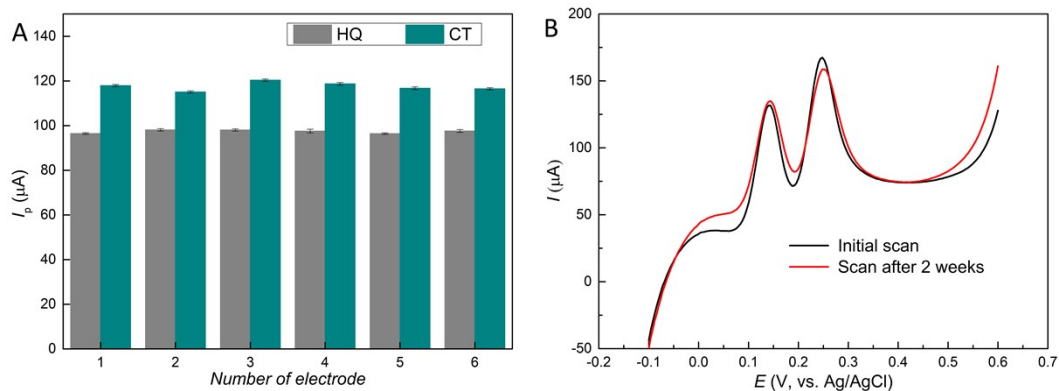 A
HQ
CT
140
120
100
80
60
40
20
0
Iₚ (μA)
1 2 3 4 5 6
Number of electrode
B
200
150
100
50
0
-50
I (μA)
Initial scan
Scan after 2 weeks
-0.2 -0.1 0.0 0.1 0.2 0.3 0.4 0.5 0.6 0.7
E (V, vs. Ag/AgCl)